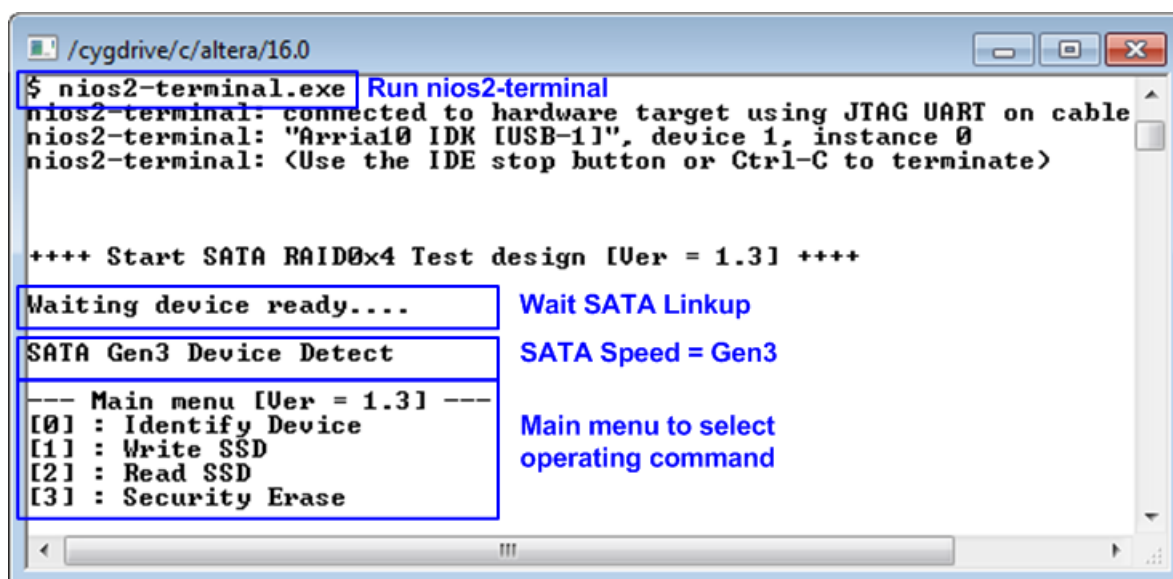 /cygdrive/c/altera/16.0
$ nios2-terminal.exe Run nios2-terminal
nios2-terminal: connected to hardware target using JTAG UART on cable
nios2-terminal: "Arria10 IDK [USB-1]", device 1, instance 0
nios2-terminal: (Use the IDE stop button or Ctrl-C to terminate)
++++ Start SATA RAID0x4 Test design [Ver = 1.3] ++++
Waiting device ready.... Wait SATA Linkup
SATA Gen3 Device Detect SATA Speed = Gen3
--- Main menu [Ver = 1.3] ---
[0] : Identify Device
[1] : Write SSD
[2] : Read SSD
[3] : Security Erase
Main menu to select
operating command